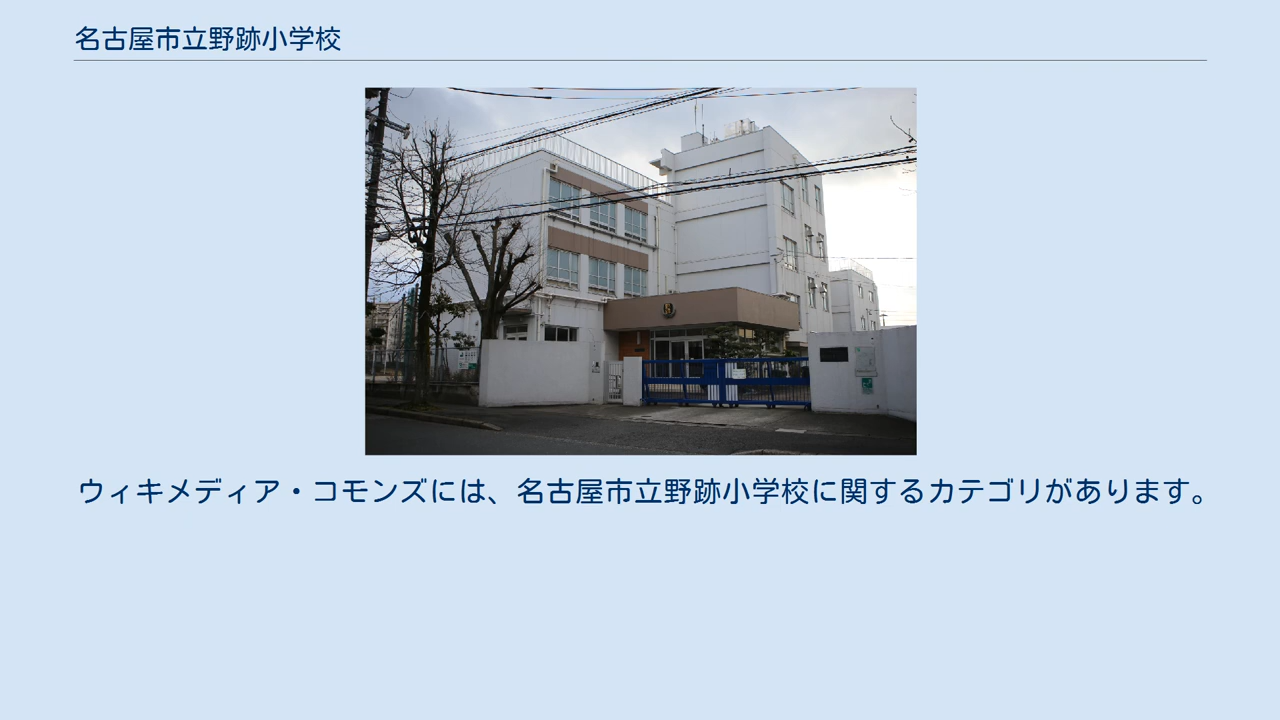 名古屋市立野跡小学校
ウィキメディア・コモンズには、名古屋市立野跡小学校に関するカテゴリがあります。